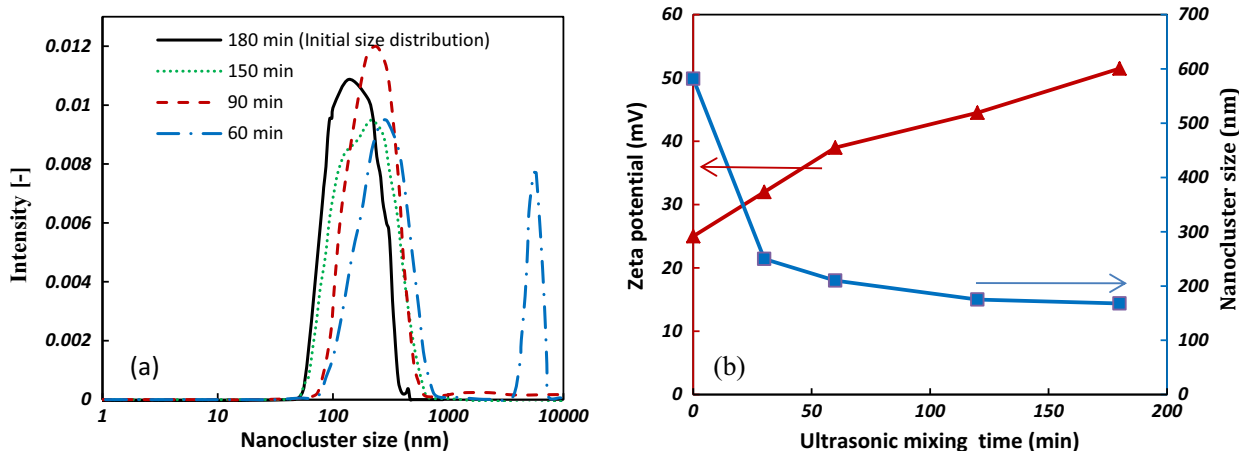 0.012
0.01
0.008
0.006
0.004
0.002
0
Intensity [-]
180 min (Initial size distribution)
150 min
90 min
60 min
(a)
1
10
100
1000
10000
Nanocluster size (nm)
60
50
40
30
20
10
0
Zeta potential (mV)
(b)
0
50
100
150
200
Ultrasonic mixing time (min)
700
600
500
400
300
200
100
0
Nanocluster size (nm)